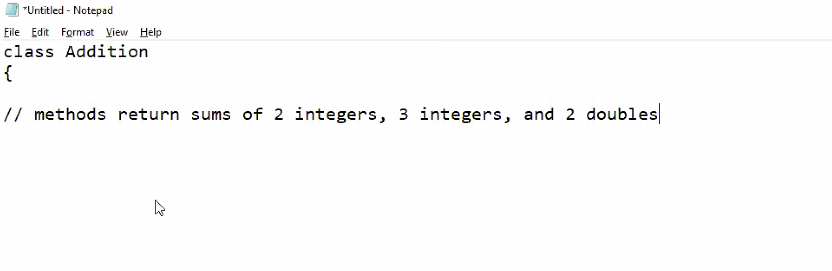 *Untitled - Notepad
File Edit Format View Help
class Addition
{
// methods return sums of 2 integers, 3 integers, and 2 doubles